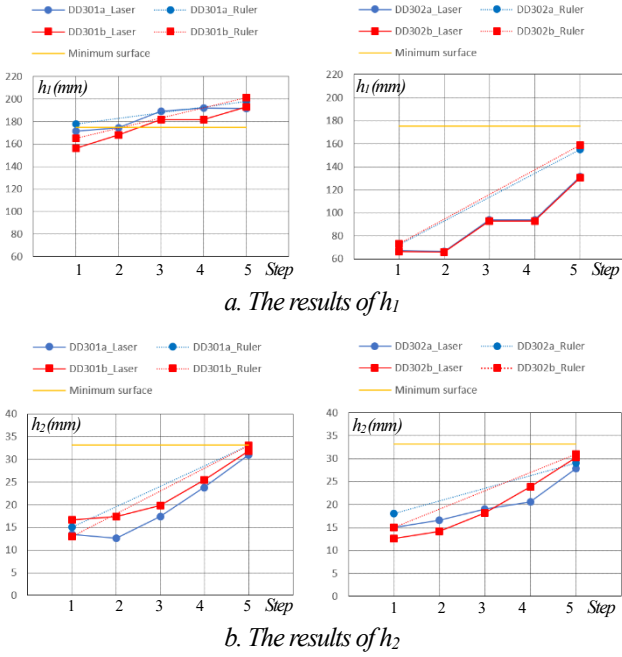 DD301a_Laser DD301a_Ruler
DD301b_Laser DD301b_Ruler
Minimum surface
h1(mm)
220
200
180
160
140
120
100
80
60
1 2 3 4 5 Step
DD302a_Laser DD302a_Ruler
DD302b_Laser DD302b_Ruler
Minimum surface
h1(mm)
220
200
180
160
140
120
100
80
60
1 2 3 4 5 Step
a. The results of h1
DD301a_Laser DD301a_Ruler
DD301b_Laser DD301b_Ruler
Minimum surface
h2(mm)
40
35
30
25
20
15
10
5
0
1 2 3 4 5 Step
DD302a_Laser DD302a_Ruler
DD302b_Laser DD302b_Ruler
Minimum surface
h2(mm)
40
35
30
25
20
15
10
5
0
1 2 3 4 5 Step
b. The results of h2